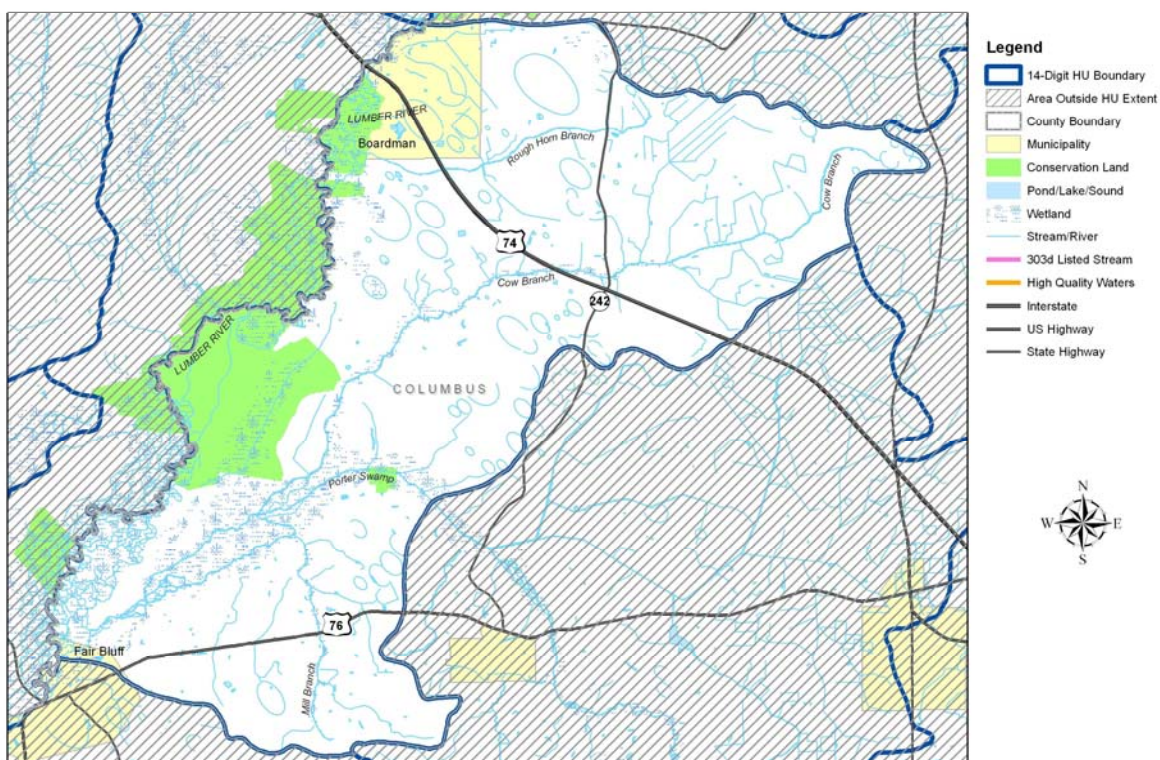 LUMBER RIVER
Boardman
Rough Horn Branch
Cow Branch
74
Cow Branch
242
LUMBER RIVER
COLUMBUS
Porter Swamp
76
Fair Bluff
Mill Branch
Legend
14-Digit HU Boundary
Area Outside HU Extent
County Boundary
Municipality
Conservation Land
Pond/Lake/Sound
Wetland
Stream/River
303d Listed Stream
High Quality Waters
Interstate
US Highway
State Highway
N
W E
S